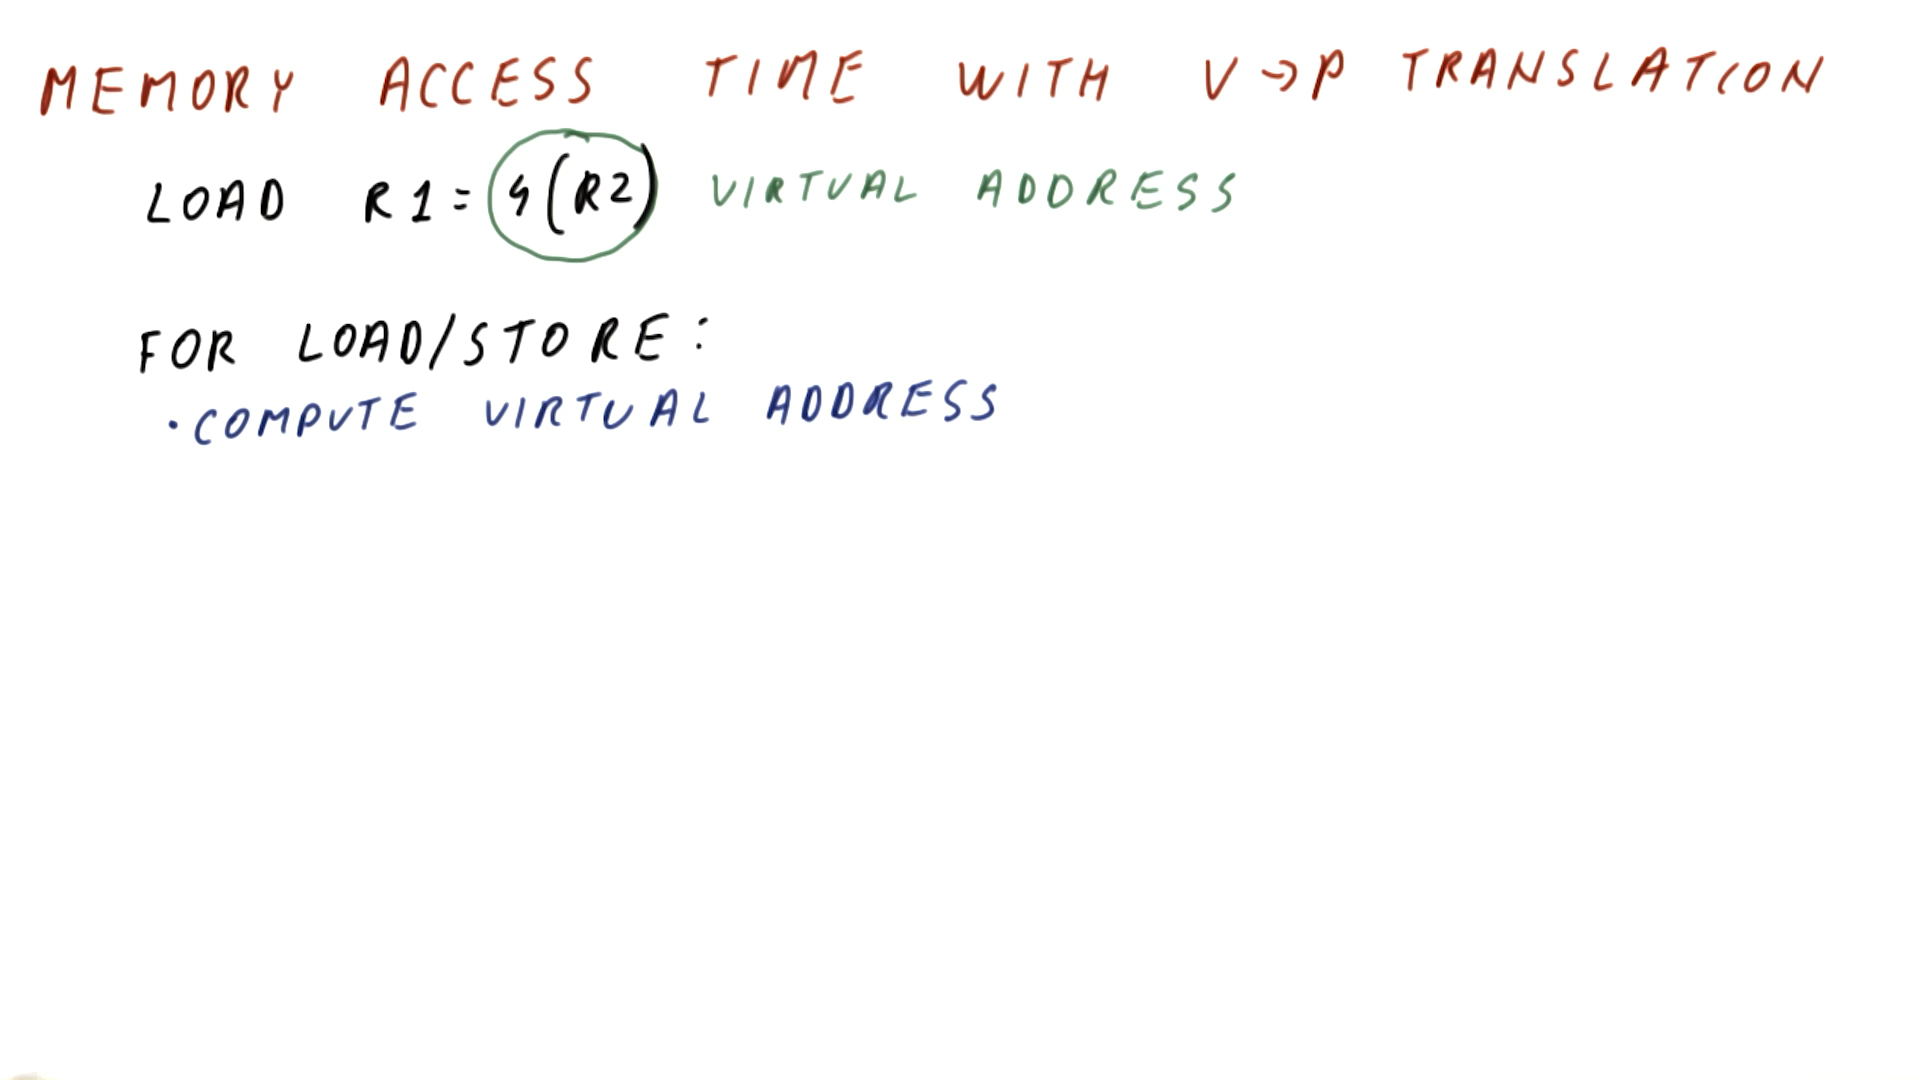 MEMORY ACCESS TIME WITH V→P TRANSLATION
LOAD R1=4(R2) VIRTUAL ADDRESS
FOR LOAD/STORE:
·COMPUTE VIRTUAL ADDRESS